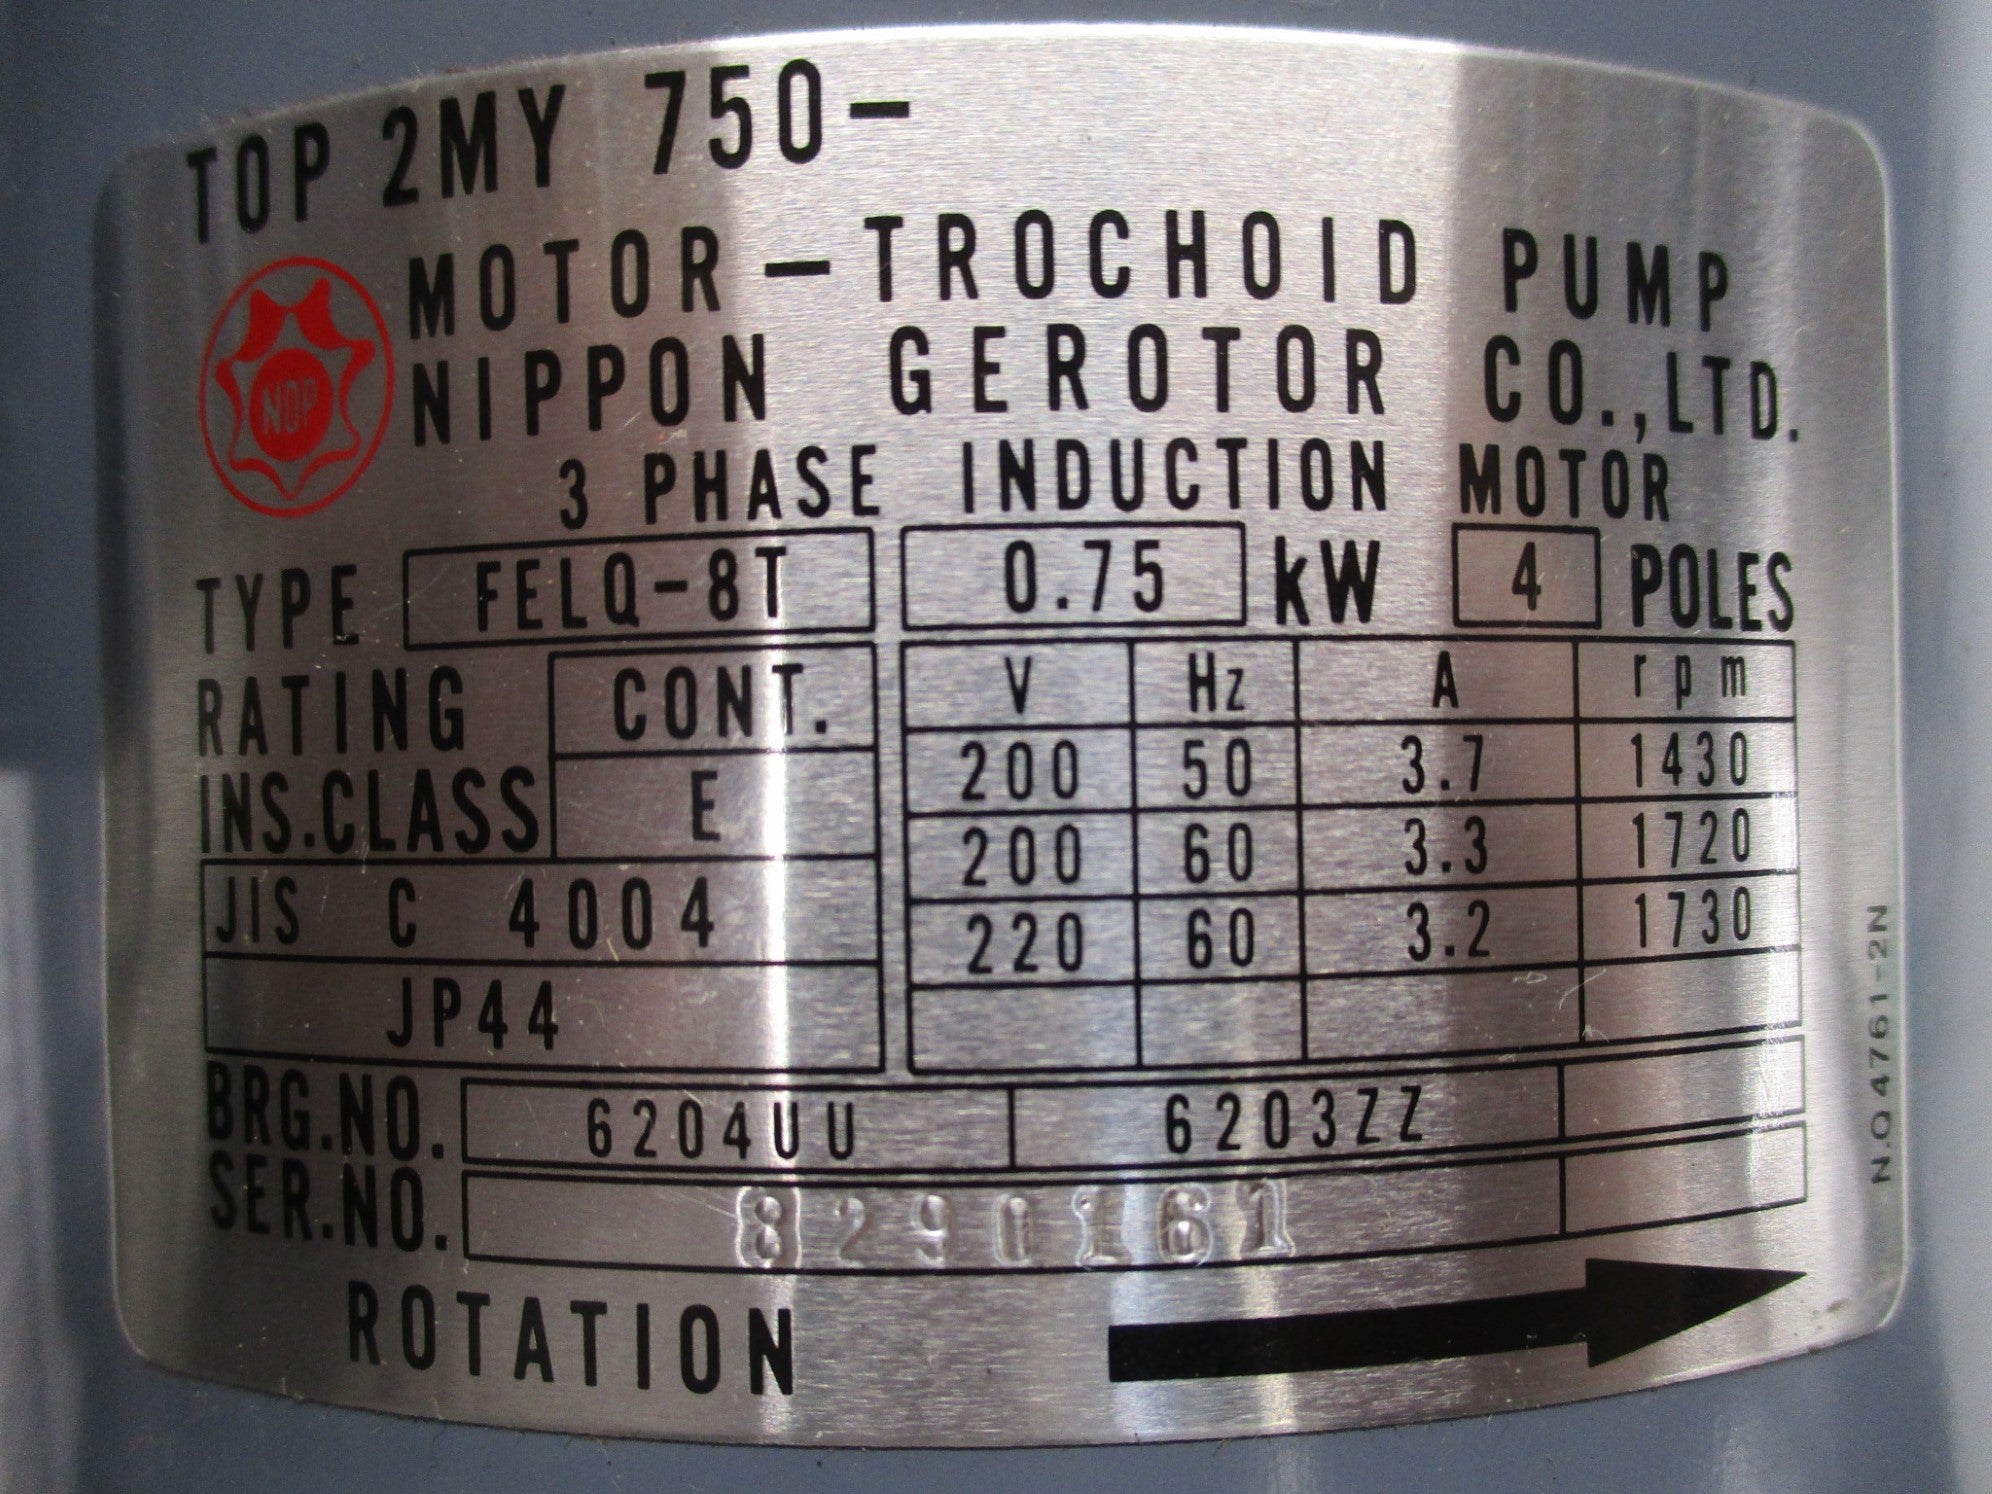 TOP 2MY 750-
MOTOR-TROCHOID PUMP
NOP
NIPPON GEROTOR CO.,LTD.
3 PHASE INDUCTION MOTOR
TYPE FELQ-8T 0.75 kW 4 POLES
RATING CONT.
INS.CLASS E
JIS C 4004
JP44
V Hz A rpm
200 50 3.7 1430
200 60 3.3 1720
220 60 3.2 1730
BRG.NO. 6204UU 6203ZZ
SER.NO. 8290161
ROTATION
N.Q4761-2N